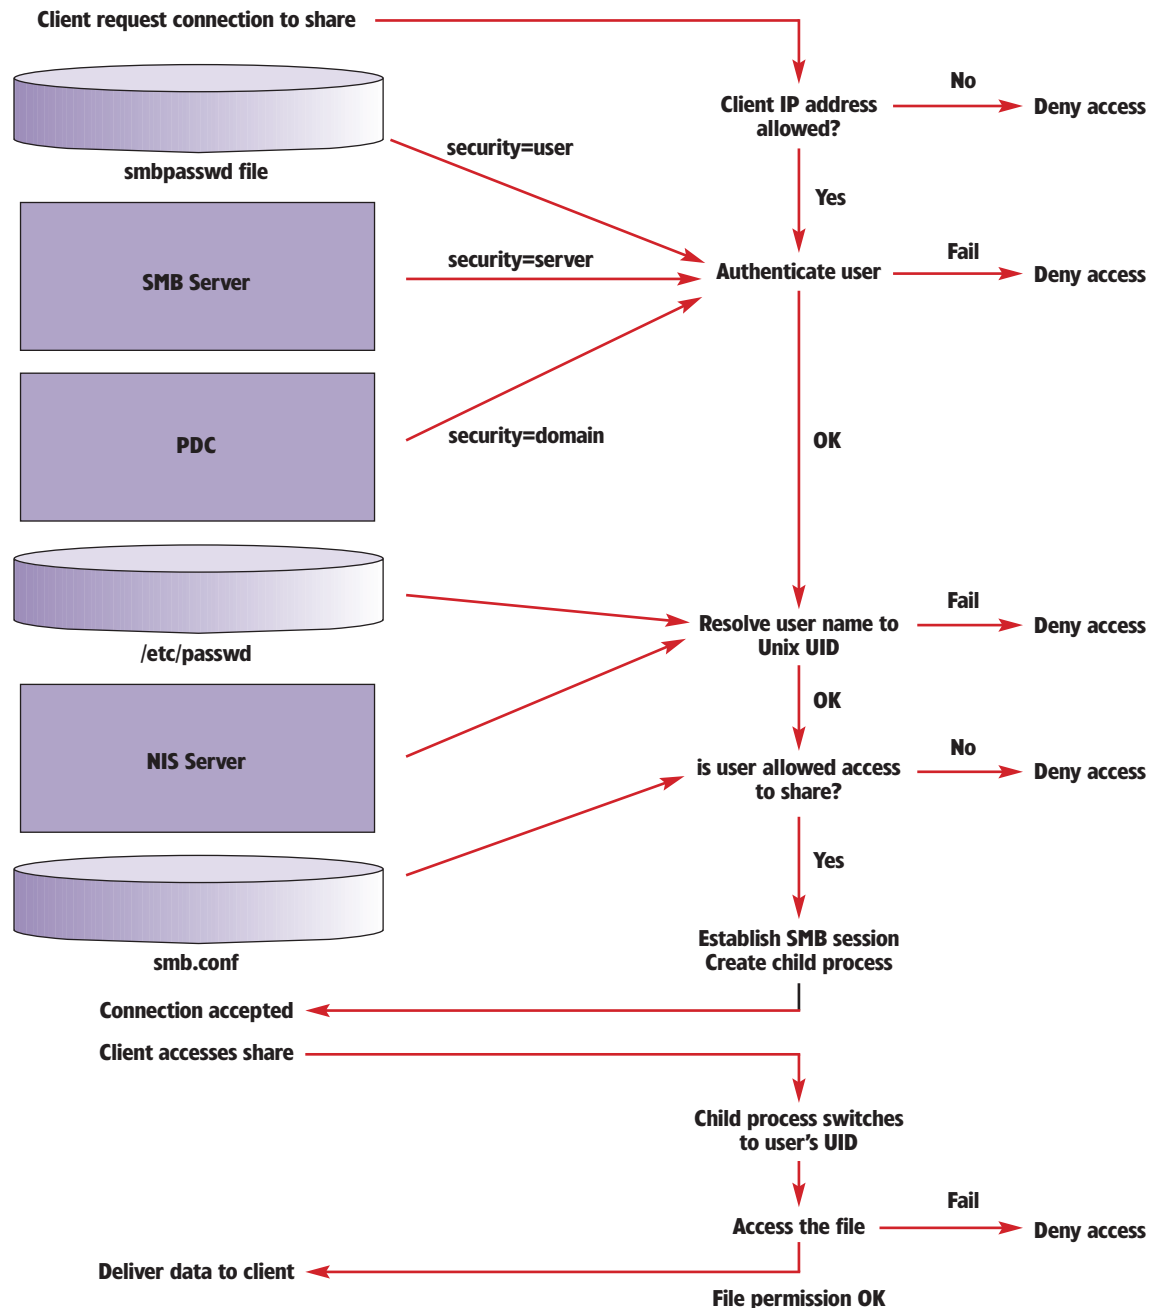 Client request connection to share
No
Client IP address
allowed?
Deny access
smbpasswd file
security=user
Yes
SMB Server
security=server
Authenticate user
Fail
Deny access
PDC
security=domain
OK
/etc/passwd
Resolve user name to
Unix UID
Fail
Deny access
OK
NIS Server
is user allowed access
to share?
No
Deny access
Yes
smb.conf
Establish SMB session
Create child process
Connection accepted
Client accesses share
Child process switches
to user's UID
Access the file
Fail
Deny access
Deliver data to client
File permission OK